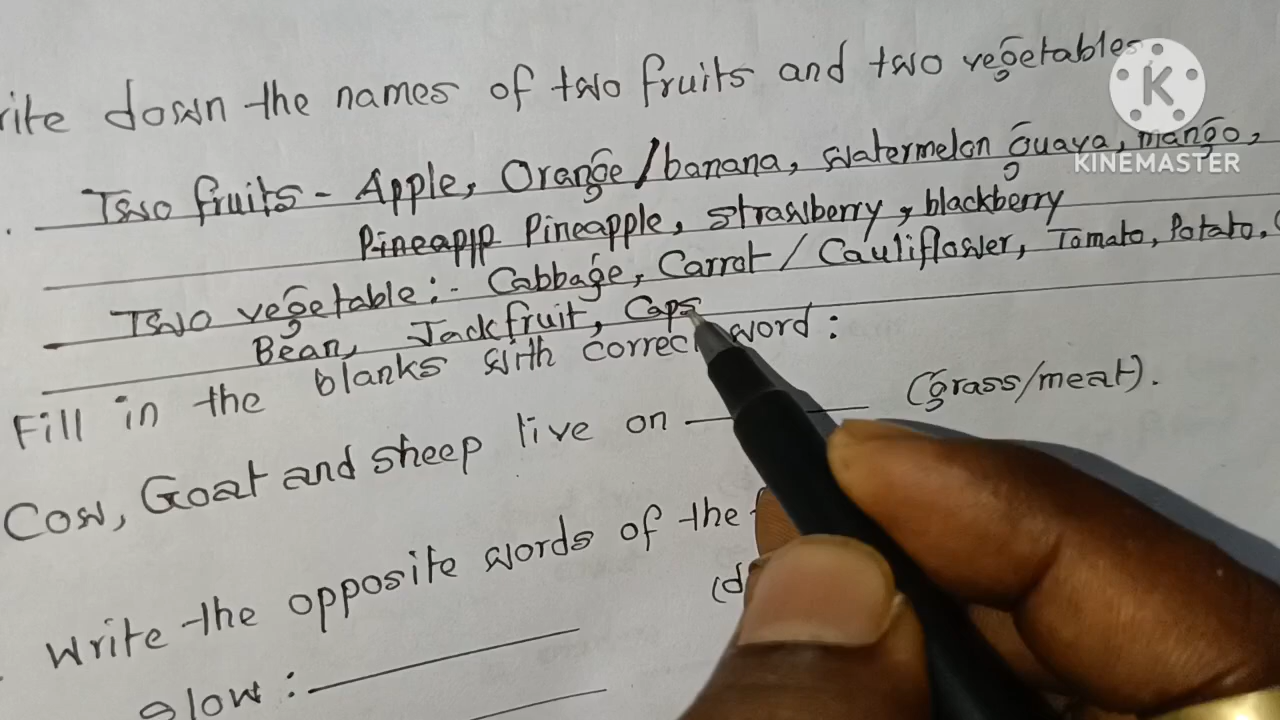 rite down the names of two fruits and two vegetables
Two fruits - Apple, Orange/banana, watermelon guava, mango,
Pineapple, strawberry, blackberry
Two vegetable:- Cabbage, Carrot / Cauliflower, Tomato, Potato,
Bean, Jackfruit, Caps
Fill in the blanks with correc word:
Cow, Goat and sheep live on (grass/meat).
Write the opposite words of the
(d
slow:
K
KINEMASTER